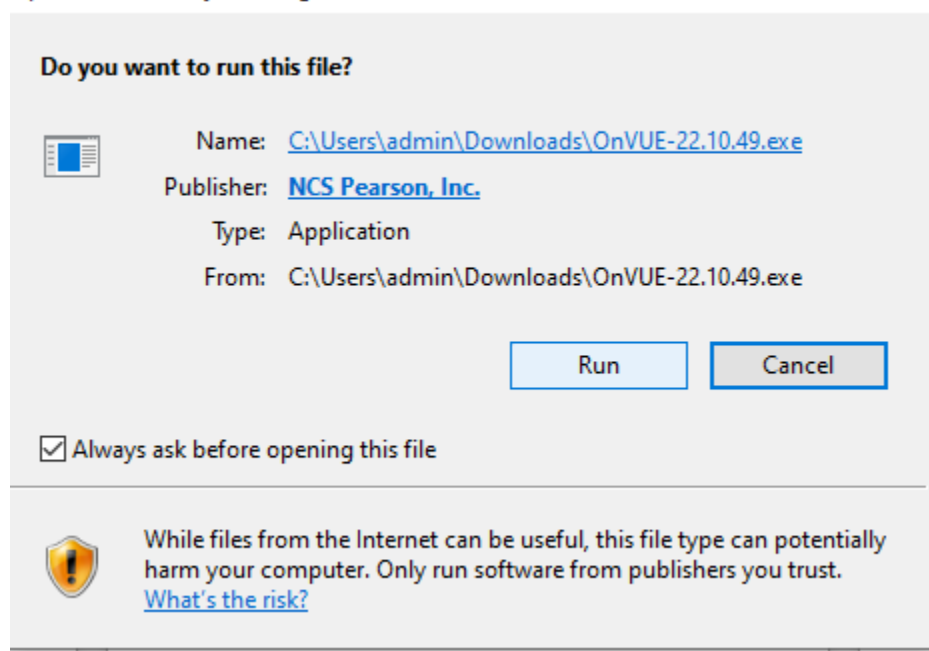 Do you want to run this file?
Name: C:\Users\admin\Downloads\OnVUE-22.10.49.exe
Publisher: NCS Pearson, Inc.
Type: Application
From: C:\Users\admin\Downloads\OnVUE-22.10.49.exe
Run Cancel
Always ask before opening this file
While files from the Internet can be useful, this file type can potentially
harm your computer. Only run software from publishers you trust.
What's the risk?